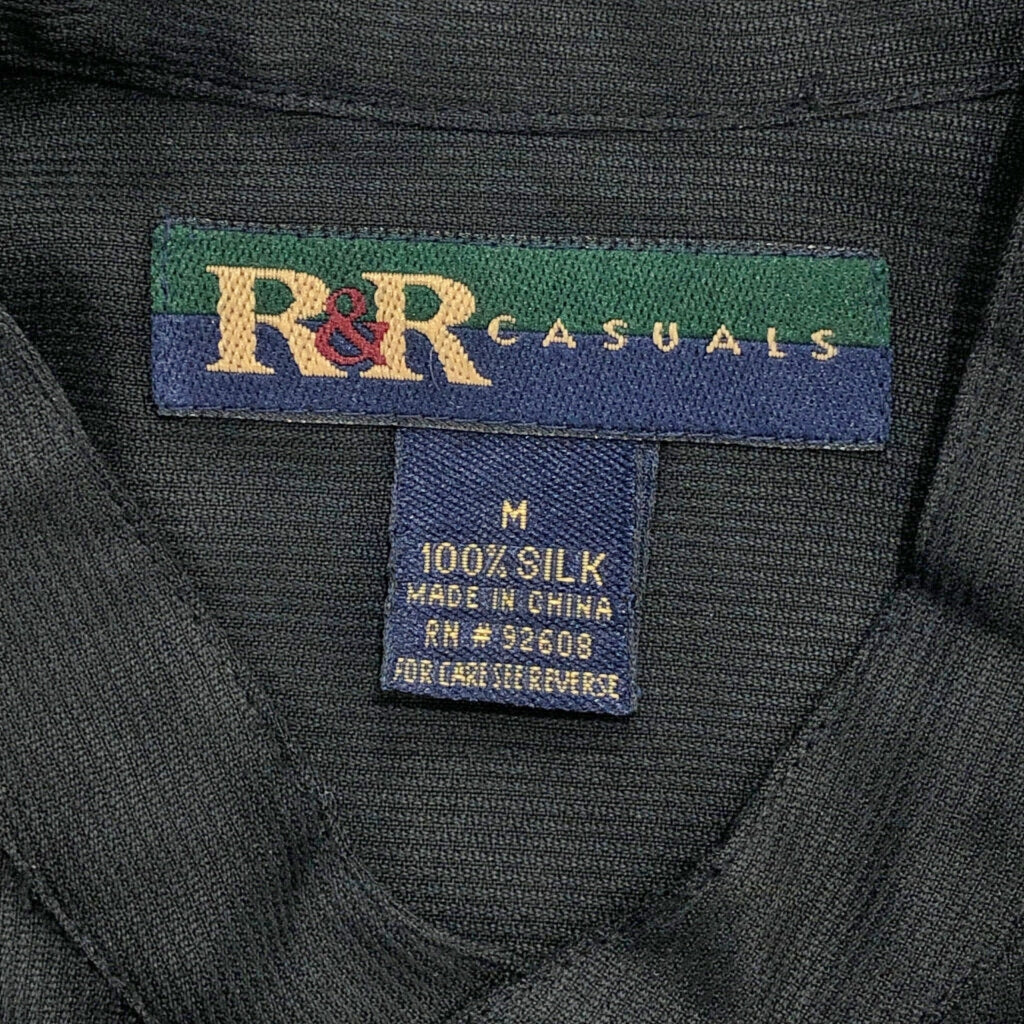 R&R CASUALS
M
100% SILK
MADE IN CHINA
RN # 92608
FOR CARE SEE REVERSE